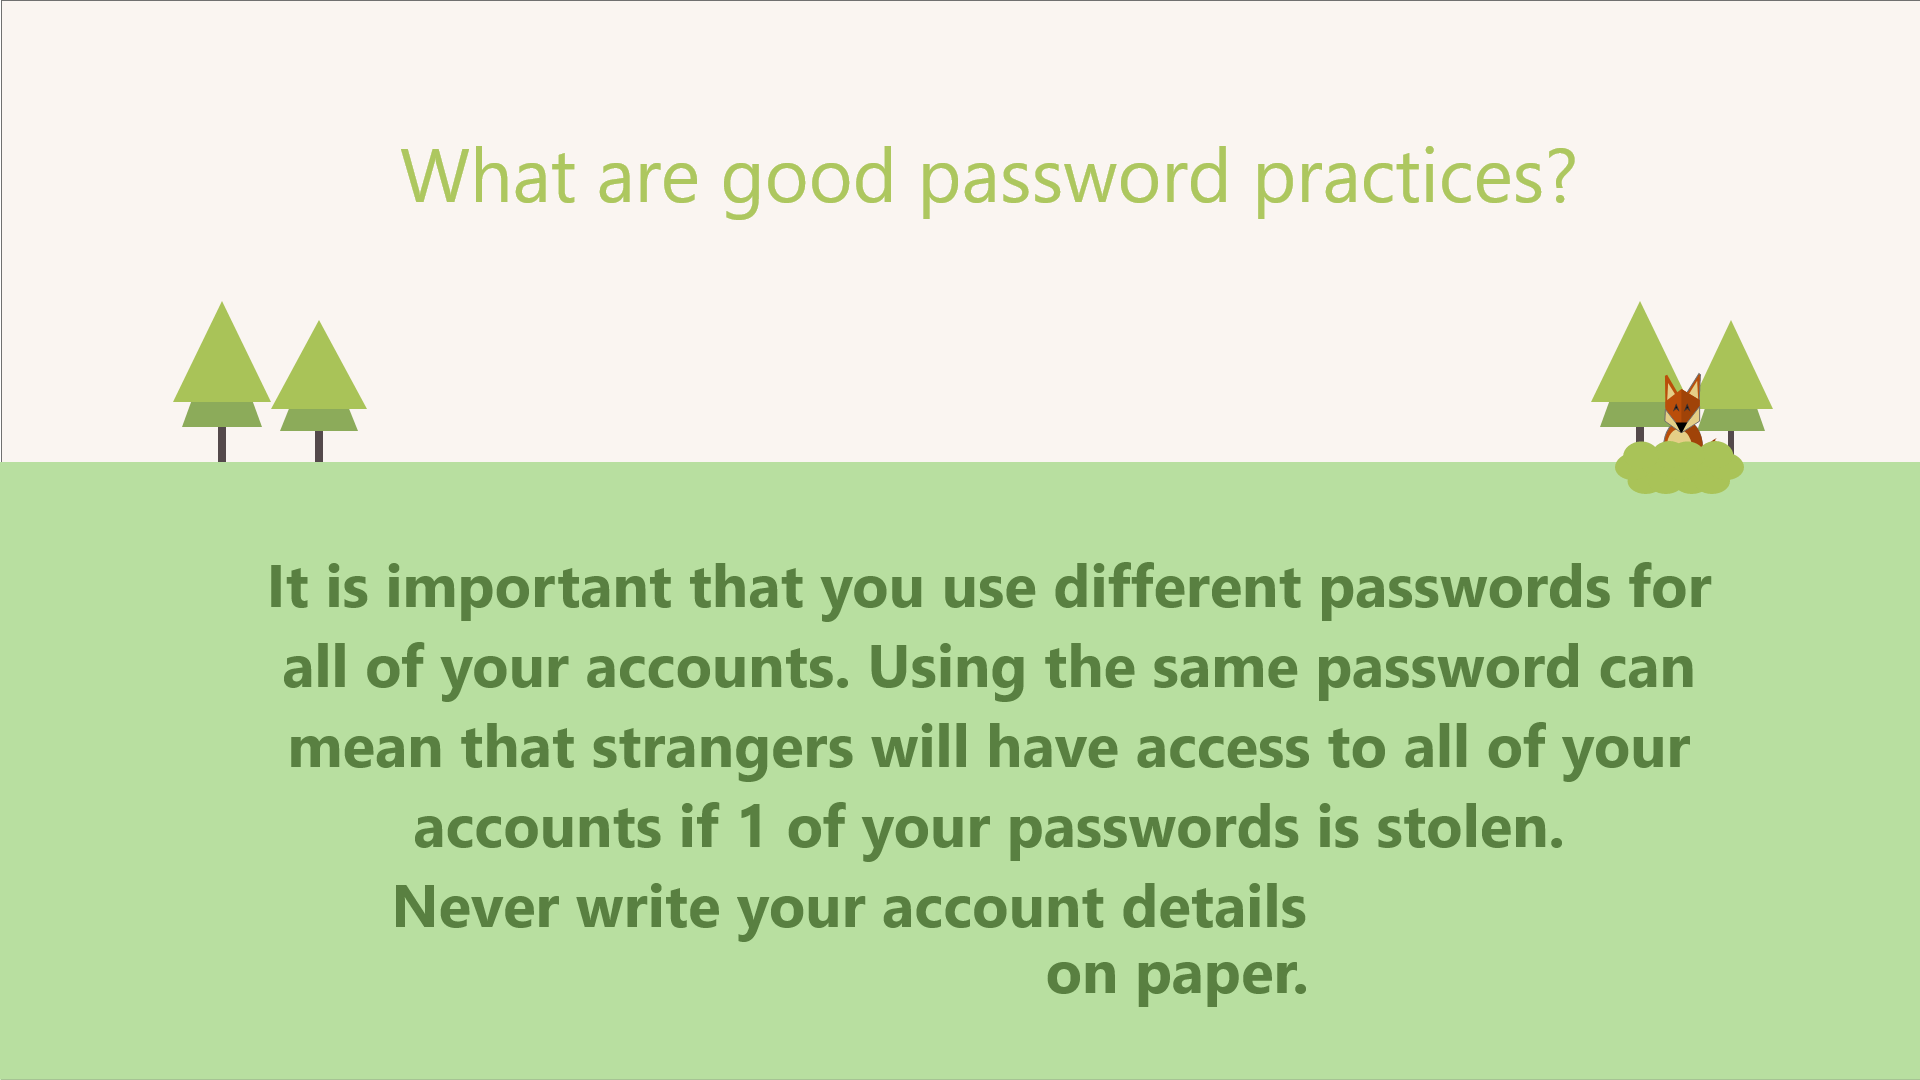 What are good password practices?
It is important that you use different passwords for
all of your accounts. Using the same password can
mean that strangers will have access to all of your
accounts if 1 of your passwords is stolen.
Never write your account details
on paper.